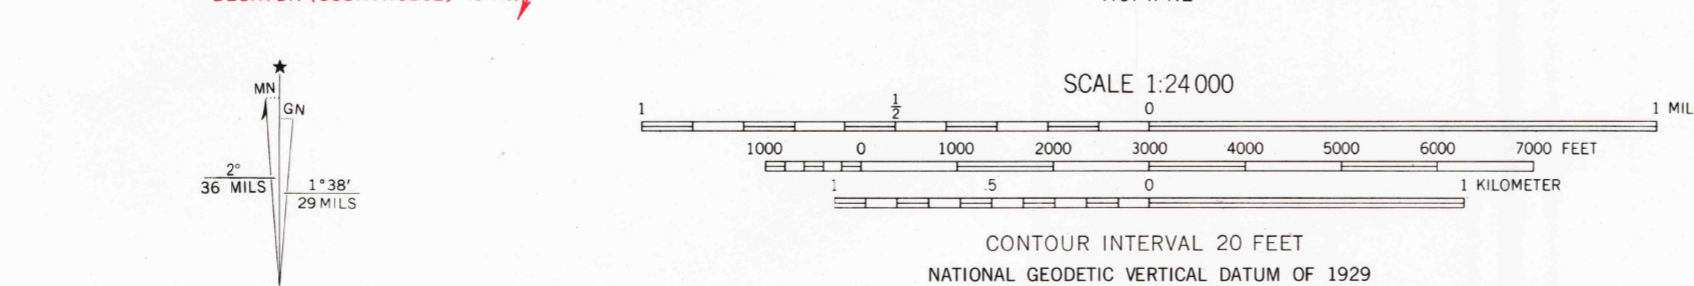 MN
GN
2°
36 MILS
1°38'
29 MILS
SCALE 1:24 000
1 ½ 0 1 MIL
1000 0 1000 2000 3000 4000 5000 6000 7000 FEET
1 .5 0 1 KILOMETER
CONTOUR INTERVAL 20 FEET
NATIONAL GEODETIC VERTICAL DATUM OF 1929